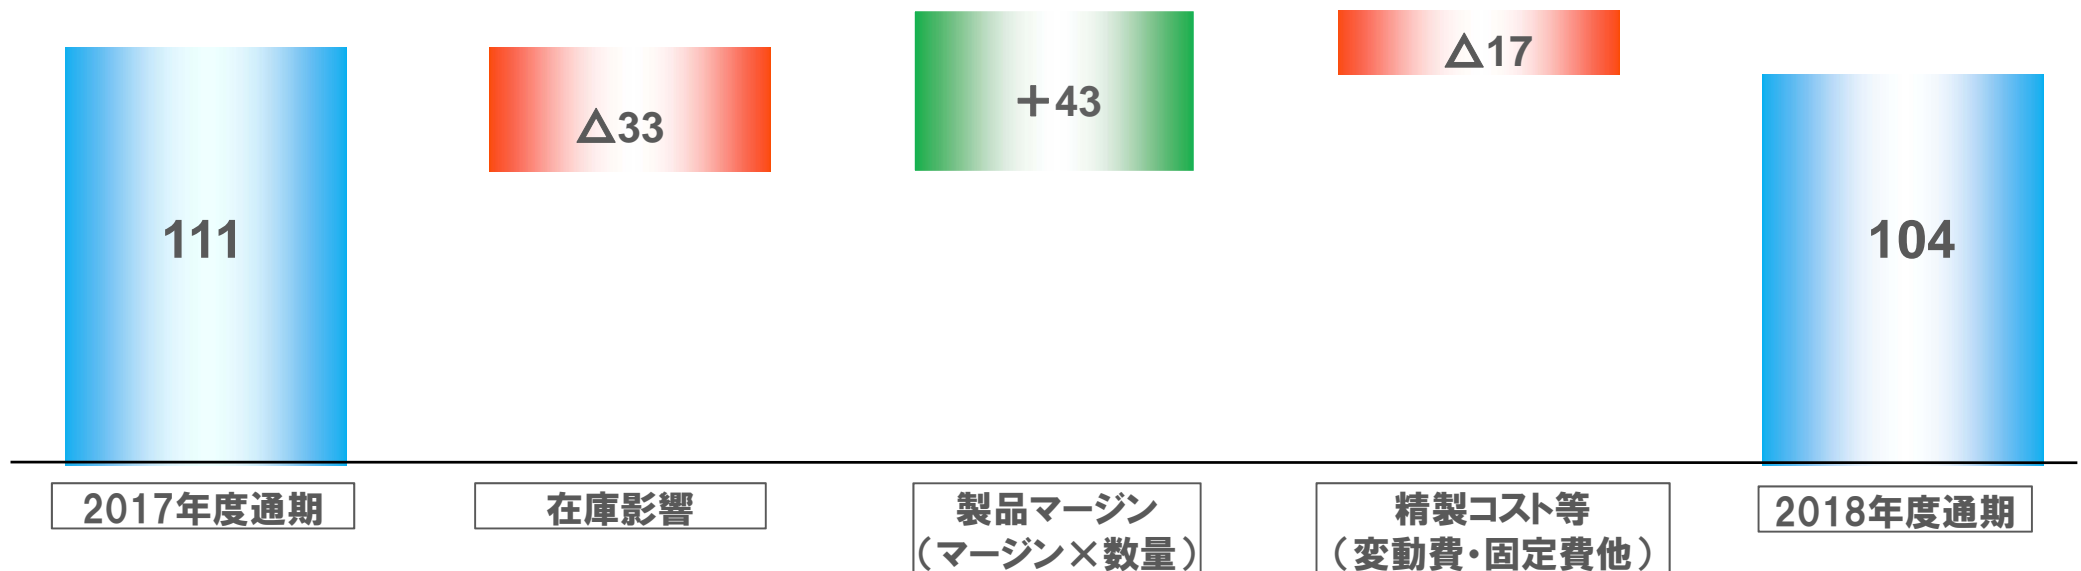 111
△33
＋43
△17
104
2017年度通期
在庫影響
製品マージン
（マージン×数量）
精製コスト等
（変動費・固定費他）
2018年度通期